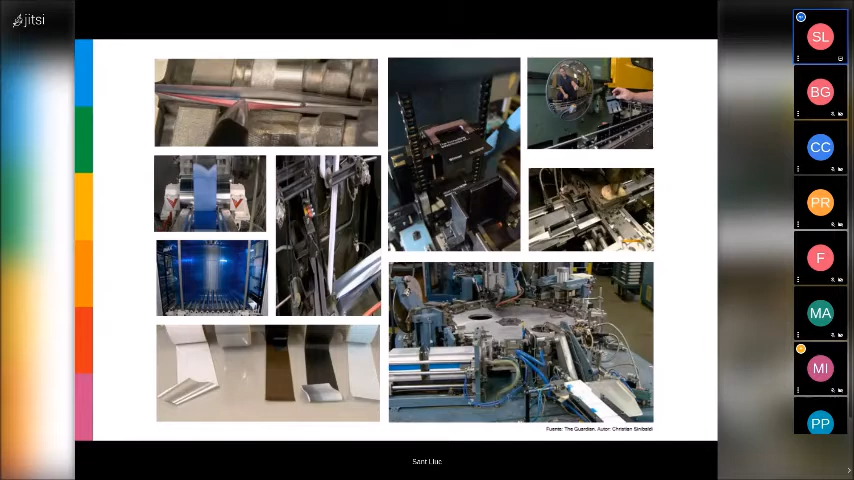 jitsi
SL
BG
CC
PR
F
MA
MI
PP
Fuente: The Guardian. Autor: Christian Sinibaldi
Sant Lluc